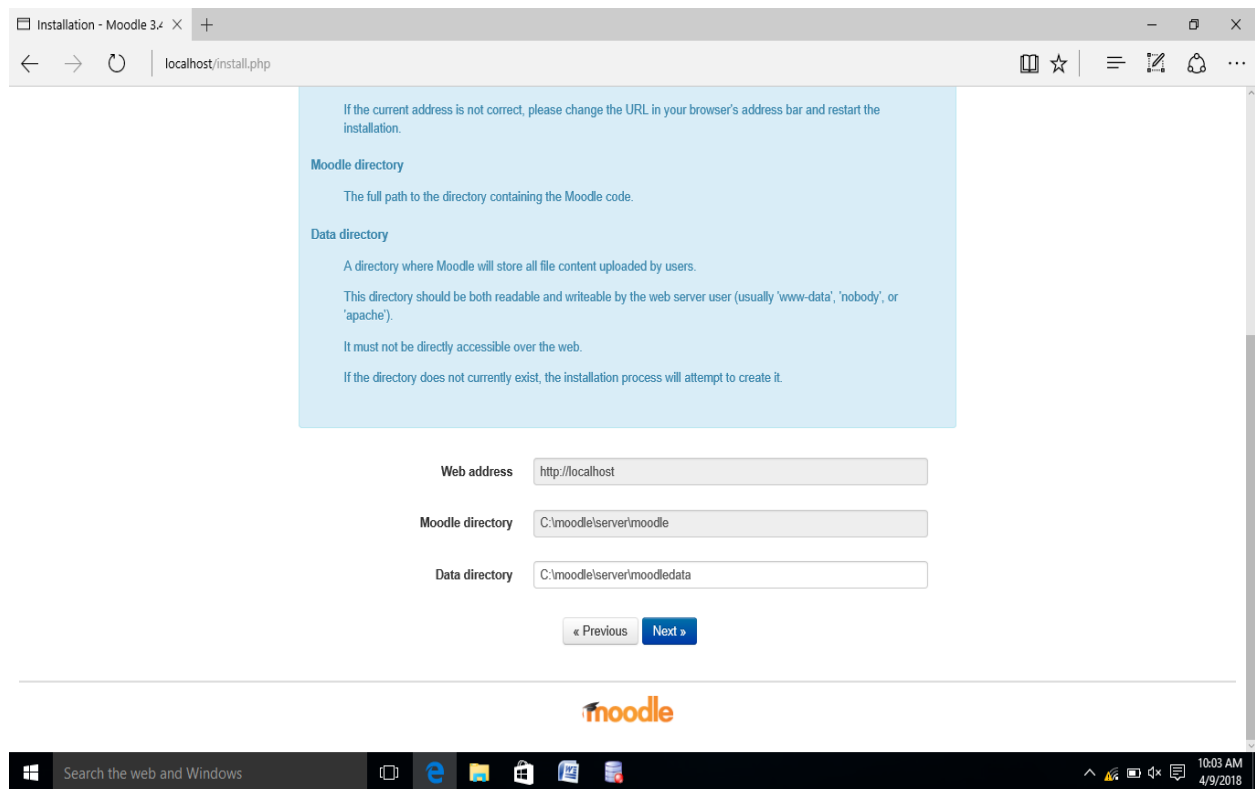 Installation - Moodle 3.4
localhost/install.php
If the current address is not correct, please change the URL in your browser's address bar and restart the
installation.
Moodle directory
The full path to the directory containing the Moodle code.
Data directory
A directory where Moodle will store all file content uploaded by users.
This directory should be both readable and writeable by the web server user (usually 'www-data', 'nobody', or
'apache').
It must not be directly accessible over the web.
If the directory does not currently exist, the installation process will attempt to create it.
Web address http://localhost
Moodle directory C:\moodle\server\moodle
Data directory C:\moodle\server\moodledata
« Previous Next »
moodle
Search the web and Windows
10:03 AM
4/9/2018